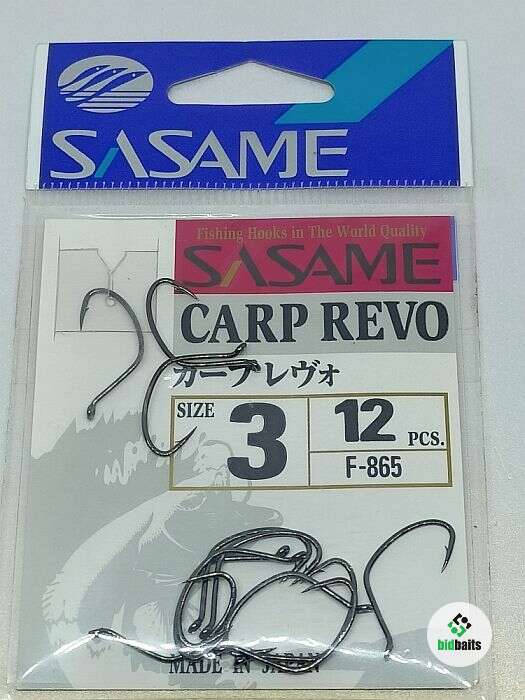 SASAME
Fishing Hooks in The World Quality
SASAME
CARP REVO
カープレヴォ
SIZE 3 12 PCS.
F-865
MADE IN JAPAN
bidbaits